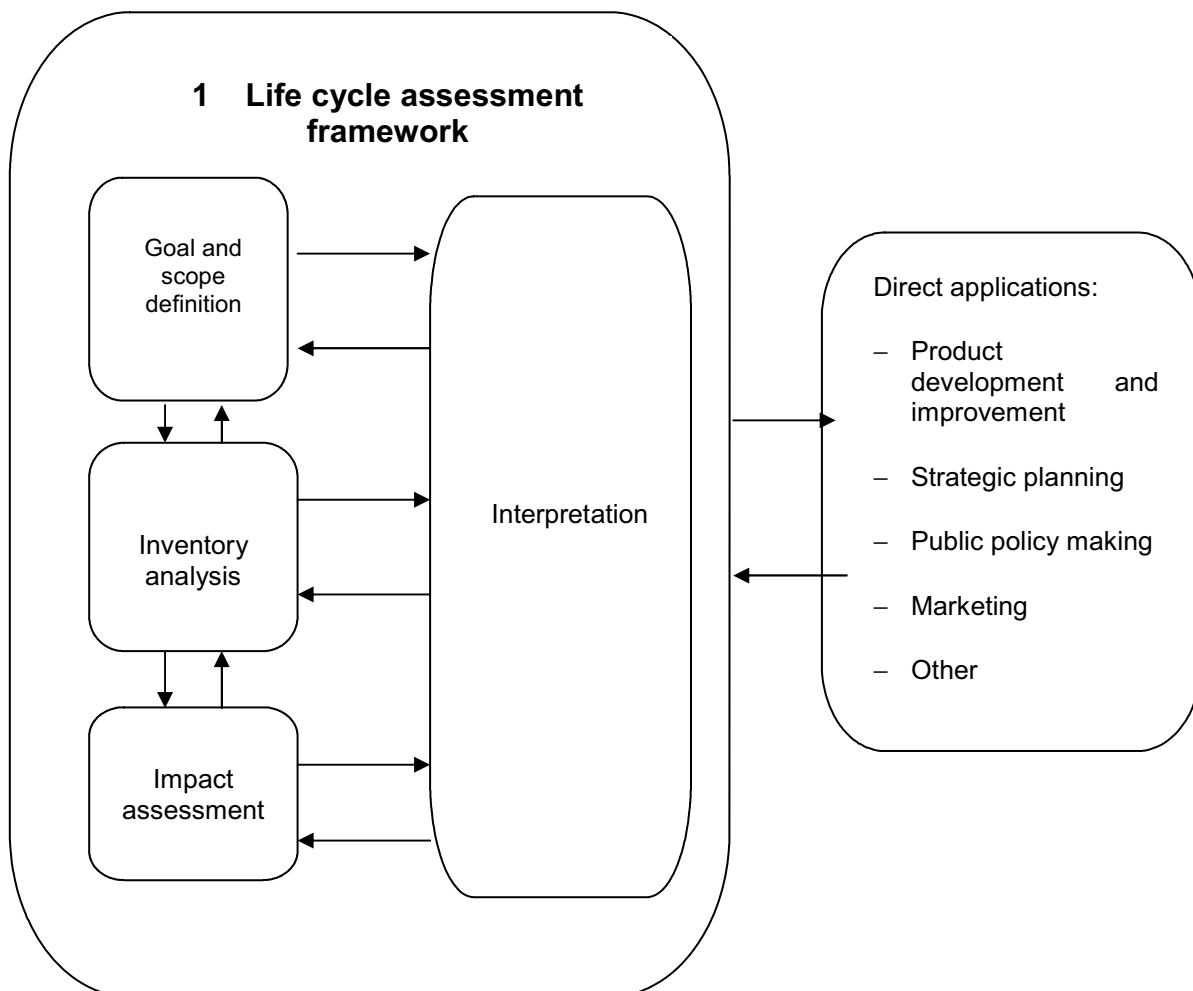 1 Life cycle assessment
framework
Goal and
scope
definition
Inventory
analysis
Impact
assessment
Interpretation
Direct applications:
– Product
development and
improvement
– Strategic planning
– Public policy making
– Marketing
– Other